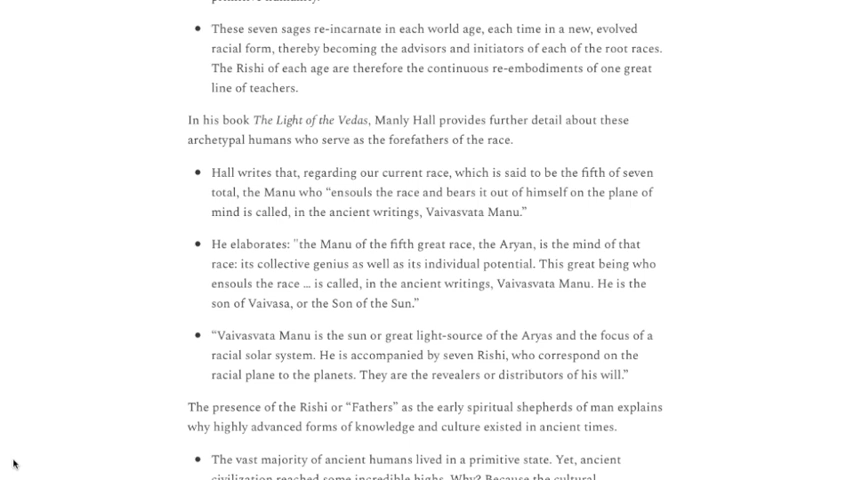 These seven sages re-incarnate in each world age, each time in a new, evolved
racial form, thereby becoming the advisors and initiators of each of the root races.
The Rishi of each age are therefore the continuous re-embodiments of one great
line of teachers.
In his book The Light of the Vedas, Manly Hall provides further detail about these
archetypal humans who serve as the forefathers of the race.
Hall writes that, regarding our current race, which is said to be the fifth of seven
total, the Manu who “ensouls the race and bears it out of himself on the plane of
mind is called, in the ancient writings, Vaivasvata Manu.”
He elaborates: "the Manu of the fifth great race, the Aryan, is the mind of that
race: its collective genius as well as its individual potential. This great being who
ensouls the race ... is called, in the ancient writings, Vaivasvata Manu. He is the
son of Vaivasa, or the Son of the Sun.”
“Vaivasvata Manu is the sun or great light-source of the Aryas and the focus of a
racial solar system. He is accompanied by seven Rishi, who correspond on the
racial plane to the planets. They are the revealers or distributors of his will.”
The presence of the Rishi or “Fathers” as the early spiritual shepherds of man explains
why highly advanced forms of knowledge and culture existed in ancient times.
The vast majority of ancient humans lived in a primitive state. Yet, ancient
civilization reached some incredible highs. Why? Because the cultural